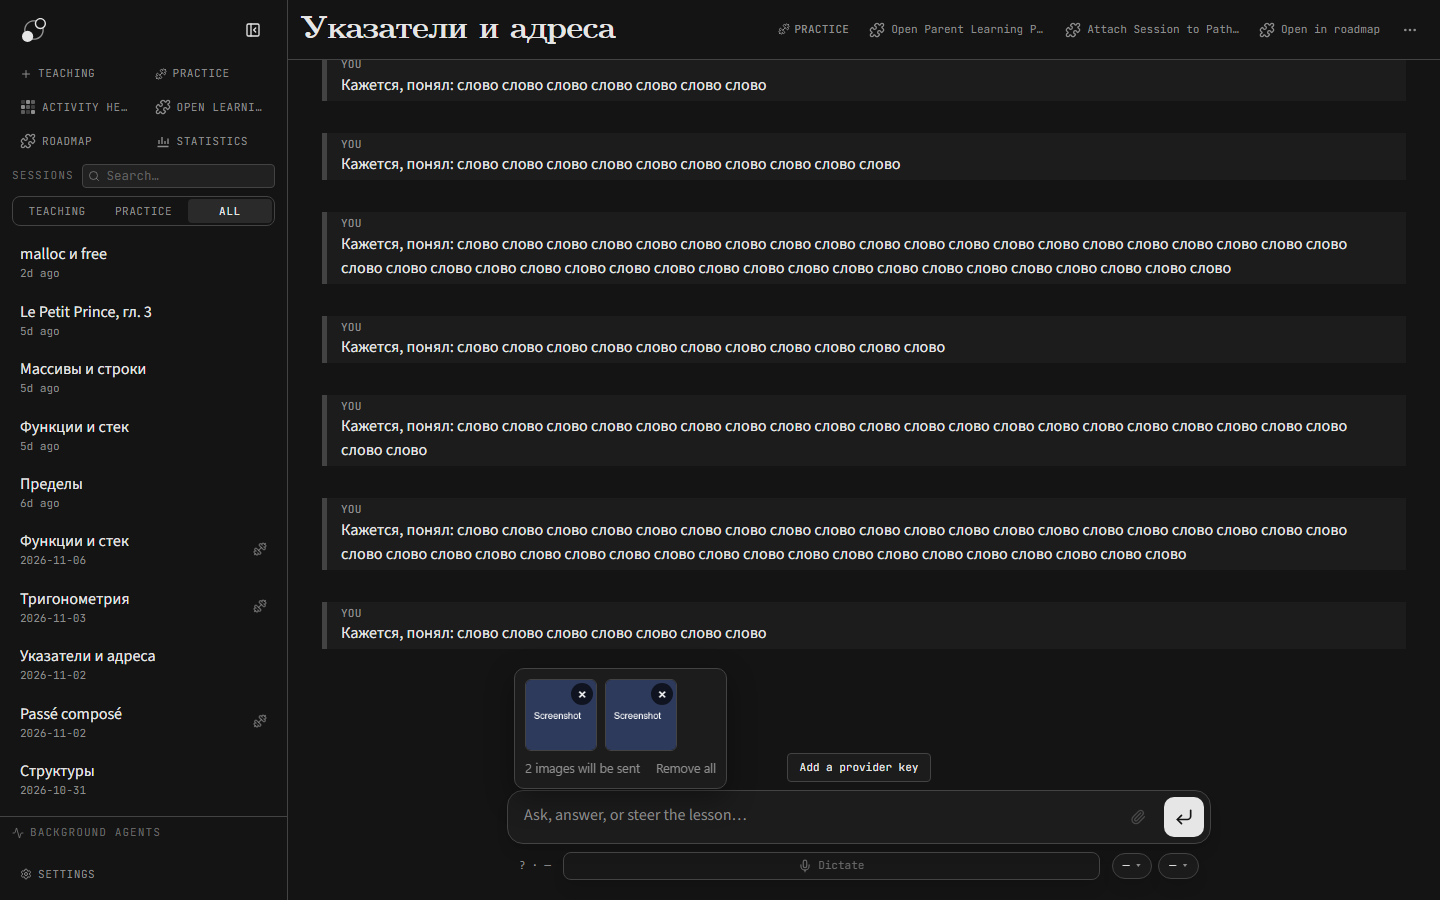 TEACHING
PRACTICE
ACTIVITY HE…
OPEN LEARNI…
ROADMAP
STATISTICS
SESSIONS
Search…
TEACHING
PRACTICE
ALL
malloc и free
2d ago
Le Petit Prince, гл. 3
5d ago
Массивы и строки
5d ago
Функции и стек
5d ago
Пределы
6d ago
Функции и стек
2026-11-06
Тригонометрия
2026-11-03
Указатели и адреса
2026-11-02
Passé composé
2026-11-02
Структуры
2026-10-31
BACKGROUND AGENTS
SETTINGS
Указатели и адреса
PRACTICE
Open Parent Learning P…
Attach Session to Path…
Open in roadmap
YOU
Кажется, понял: слово слово слово слово слово слово слово
YOU
Кажется, понял: слово слово слово слово слово слово слово слово слово слово
YOU
Кажется, понял: слово слово слово слово слово слово слово слово слово слово слово слово слово слово слово слово слово слово слово слово
слово слово слово слово слово слово слово слово слово слово слово слово слово слово слово слово слово слово слово слово
YOU
Кажется, понял: слово слово слово слово слово слово слово слово слово слово слово
YOU
Кажется, понял: слово слово слово слово слово слово слово слово слово слово слово слово слово слово слово слово слово слово слово слово
слово слово
YOU
Кажется, понял: слово слово слово слово слово слово слово слово слово слово слово слово слово слово слово слово слово слово слово слово
слово слово слово слово слово слово слово слово слово слово слово слово слово слово слово слово слово слово слово
YOU
Кажется, понял: слово слово слово слово слово слово слово
Screenshot
Screenshot
2 images will be sent
Remove all
Add a provider key
Ask, answer, or steer the lesson…
? · —
Dictate
—
—